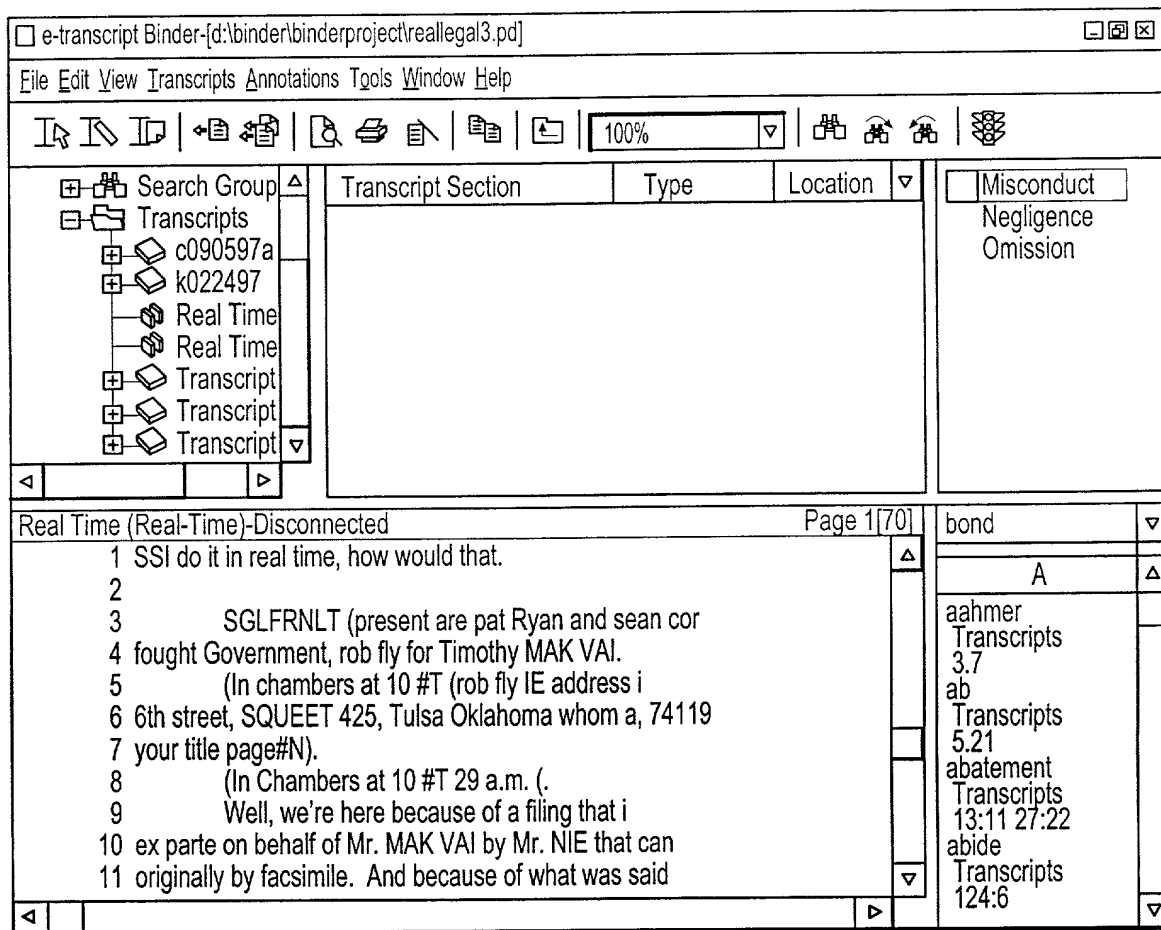 e-transcript Binder-[d:\binder\binderproject\reallegal3.pd]
File Edit View Transcripts Annotations Tools Window Help
100%
Search Group
Transcripts
c090597a
k022497
Real Time
Real Time
Transcript
Transcript
Transcript
Transcript Section Type Location
Misconduct
Negligence
Omission
Real Time (Real-Time)-Disconnected Page 1[70]
1 SSI do it in real time, how would that.
2
3 SGLFRNLT (present are pat Ryan and sean cor
4 fought Government, rob fly for Timothy MAK VAI.
5 (In chambers at 10 #T (rob fly IE address i
6 6th street, SQUEET 425, Tulsa Oklahoma whom a, 74119
7 your title page#N).
8 (In Chambers at 10 #T 29 a.m. (.
9 Well, we're here because of a filing that i
10 ex parte on behalf of Mr. MAK VAI by Mr. NIE that can
11 originally by facsimile. And because of what was said
bond
A
aahmer
Transcripts
3.7
ab
Transcripts
5.21
abatement
Transcripts
13:11 27:22
abide
Transcripts
124:6